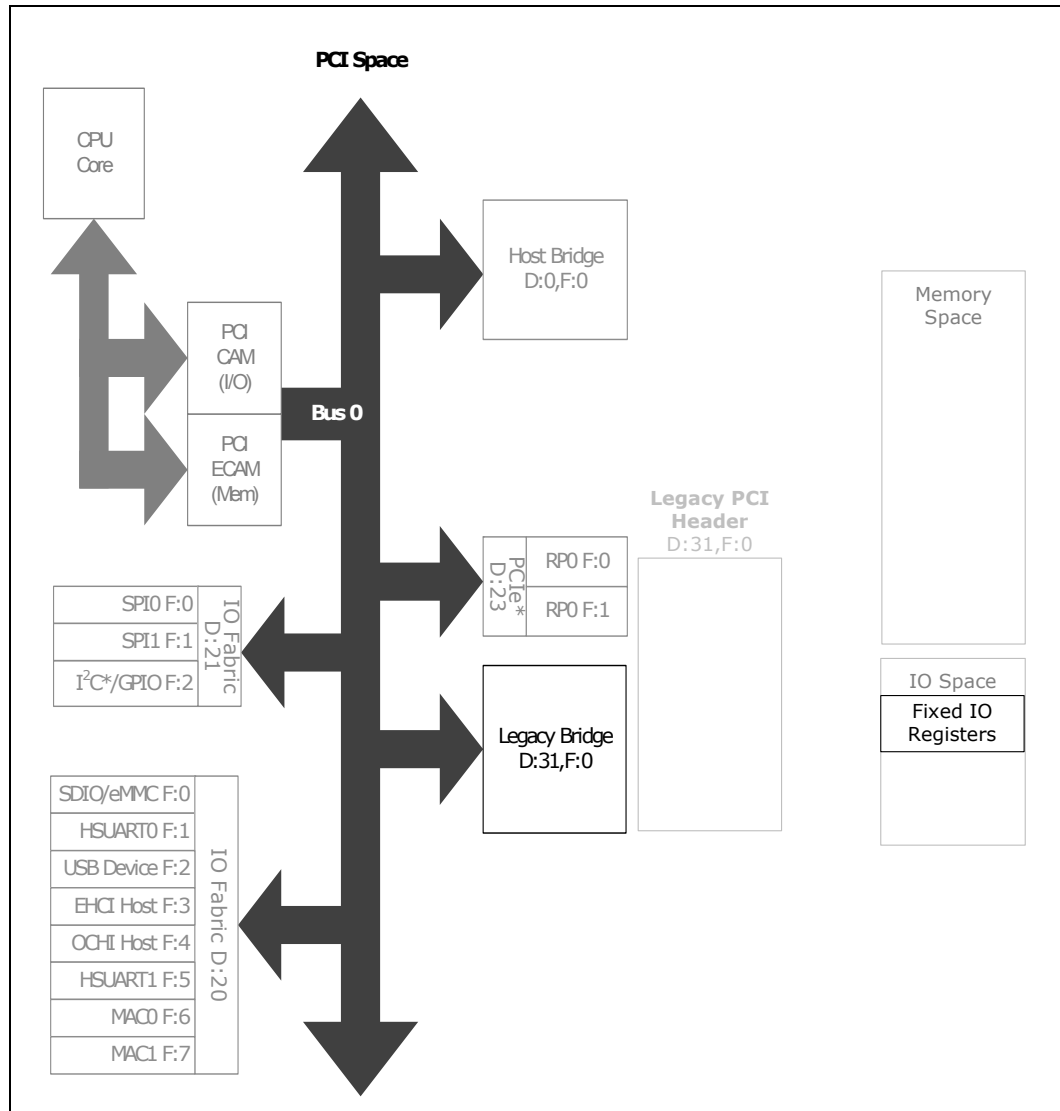 PCI Space
CPU
Core
Host Bridge
D:0,F:0
Memory
Space
PCI
CAM
(I/O)
Bus 0
PCI
ECAM
(Mem)
Legacy PCI
Header
D:31,F:0
PCIe*
D:23
RP0 F:0
RP0 F:1
SPI0 F:0
SPI1 F:1
I²C*/GPIO F:2
IO Fabric
D:21
Legacy Bridge
D:31,F:0
IO Space
Fixed IO
Registers
SDIO/eMMC F:0
HSUART0 F:1
USB Device F:2
EHCI Host F:3
OCHI Host F:4
HSUART1 F:5
MAC0 F:6
MAC1 F:7
IO Fabric D:20